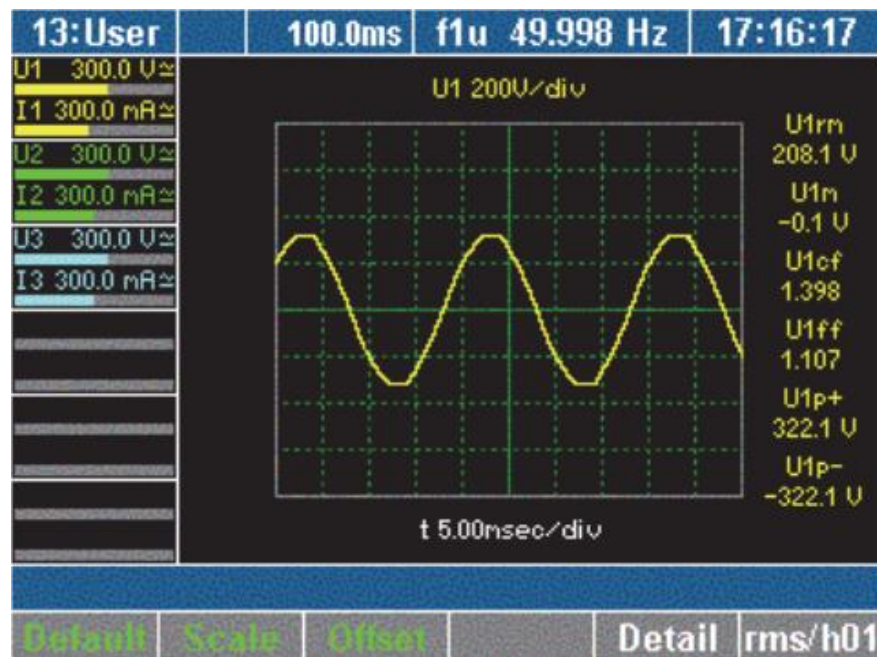 13:User 100.0ms f1u 49.998 Hz 17:16:17
U1 300.0 V≃
I1 300.0 mA≃
U2 300.0 V≃
I2 300.0 mA≃
U3 300.0 V≃
I3 300.0 mA≃
U1 200V/div
U1rm
208.1 V
U1m
-0.1 V
U1cf
1.398
U1ff
1.107
U1p+
322.1 V
U1p-
-322.1 V
t 5.00msec/div
Default Scale Offset Detail rms/h01